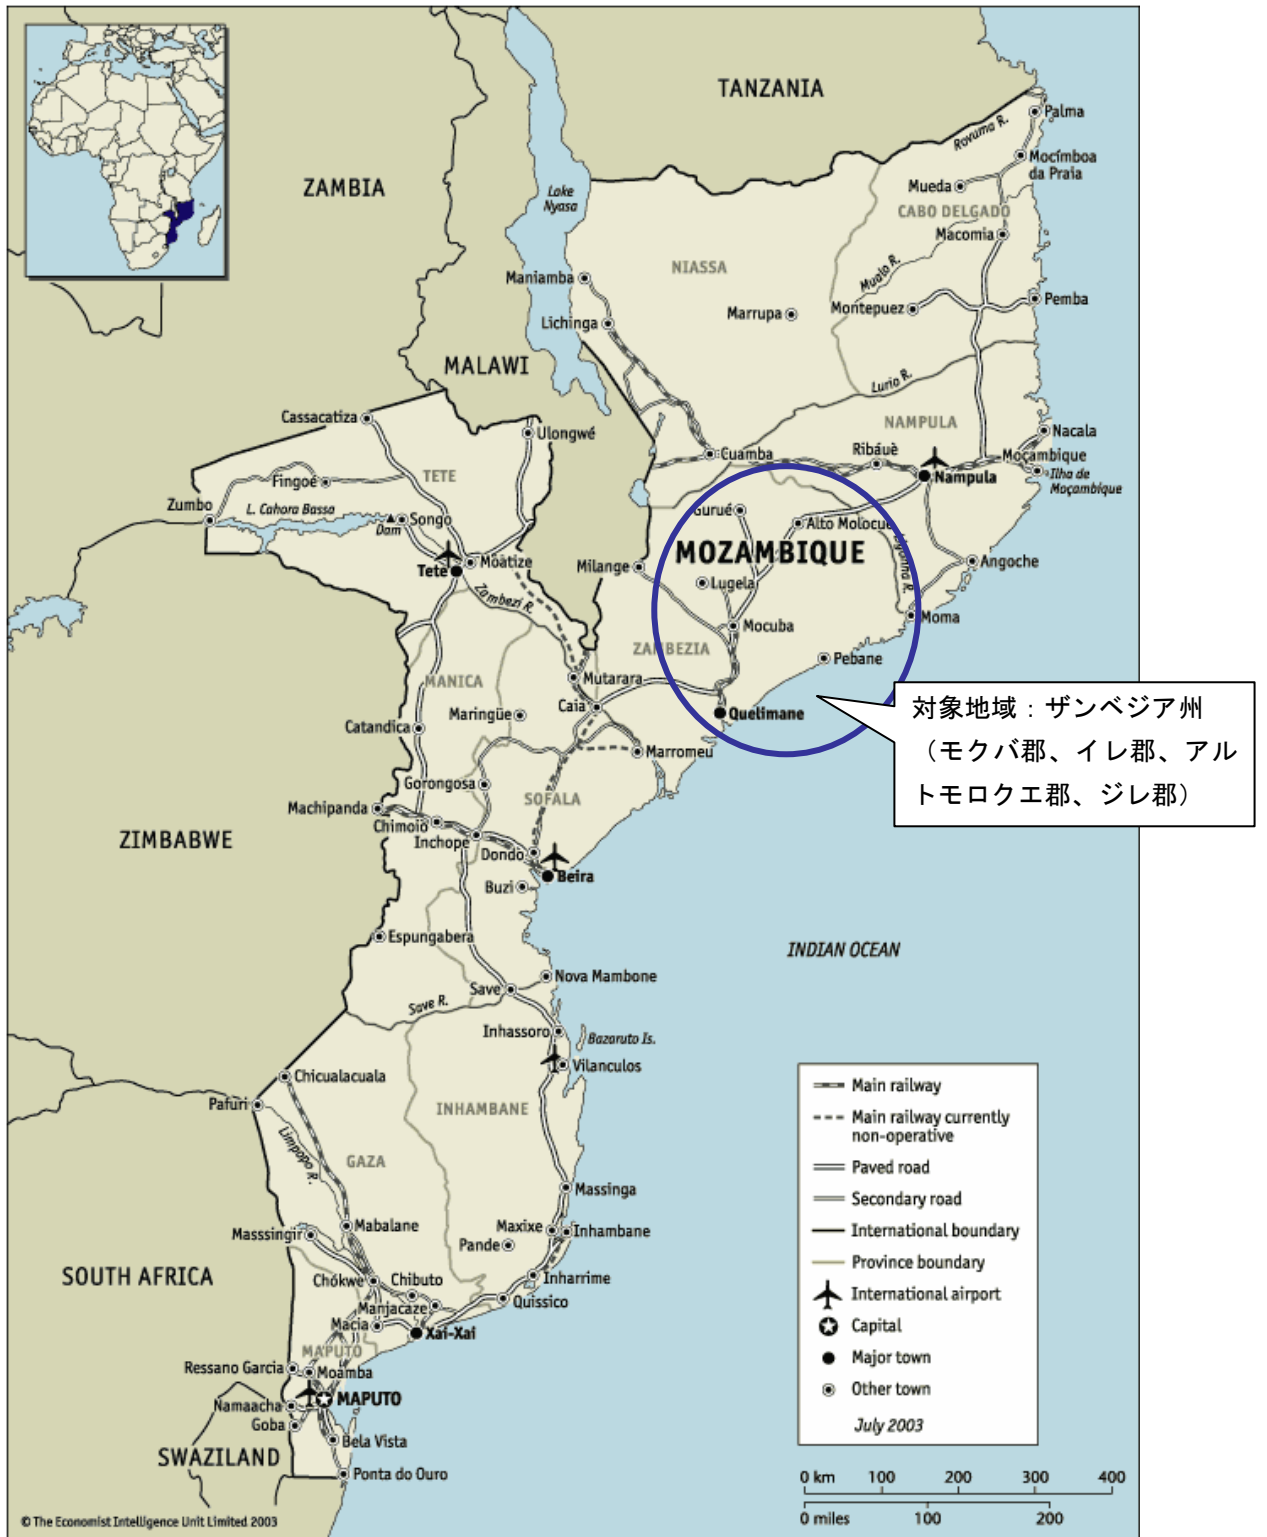 TANZANIA
Palma
Rovuma R.
Mocímboa
da Praia
ZAMBIA
Lake
Nyasa
Mueda
CABO DELGADO
Macomia
NIASSA
Mualo R.
Maniamba
Pemba
Montepuez
Marrupa
Lichinga
MALAWI
Lurio R.
Cassacatiza
NAMPULA
Ulongwé
Nacala
Cuamba
Ribáuè
Moçambique
TETE
Nampula
Ilha de
Moçambique
Fingoé
Zumbo
L. Cahora Bassa
Songo
Dam
Gurué
Alto Molocue
MOZAMBIQUE
Moatize
Tete
Milange
Angoche
Lugela
Zambezi R.
Moma
Mocuba
ZAMBEZIA
Pebane
MANICA
Mutarara
Caia
Maringüe
Quelimane
対象地域：ザンベジア州
（モクバ郡、イレ郡、アル
トモロクエ郡、ジレ郡）
Catandica
Marromeu
Gorongosa
SOFALA
Machipanda
Chimoio
ZIMBABWE
Inchope
Dondo
Beira
Buzi
Espungabera
INDIAN OCEAN
Nova Mambone
Save
Save R.
Inhassoro
Bazaruto Is.
Vilanculos
Chicualacuala
Pafuri
INHAMBANE
Limpopo R.
GAZA
Massinga
Mabalane
Maxixe
Inhambane
Masssingir
Pande
SOUTH AFRICA
Chókwe
Chibuto
Inharrime
Manjacaze
Quissico
Macia
Xai-Xai
MAPUTO
Ressano Garcia
Moamba
MAPUTO
Namaacha
Goba
Bela Vista
SWAZILAND
Ponta do Ouro
Main railway
Main railway currently
non-operative
Paved road
Secondary road
International boundary
Province boundary
International airport
Capital
Major town
Other town
July 2003
0 km 100 200 300 400
0 miles 100 200
© The Economist Intelligence Unit Limited 2003